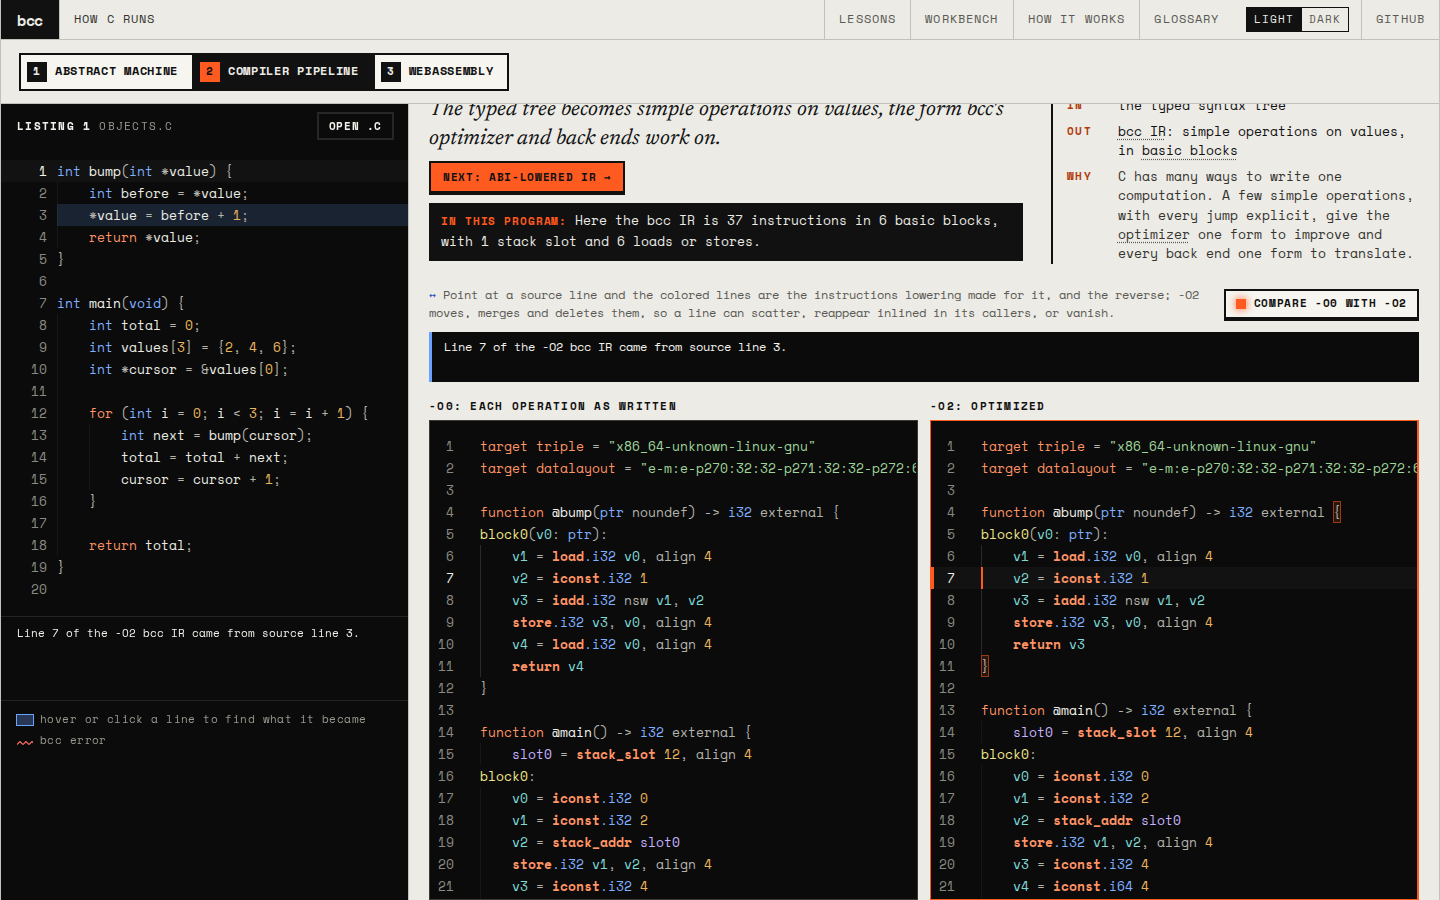 bcc HOW C RUNS LESSONS WORKBENCH HOW IT WORKS GLOSSARY LIGHT DARK GITHUB
1 ABSTRACT MACHINE 2 COMPILER PIPELINE 3 WEBASSEMBLY
LISTING 1 OBJECTS.C OPEN .C
1 int bump(int *value) {
2 int before = *value;
3 *value = before + 1;
4 return *value;
5 }
6
7 int main(void) {
8 int total = 0;
9 int values[3] = {2, 4, 6};
10 int *cursor = &values[0];
11
12 for (int i = 0; i < 3; i = i + 1) {
13 int next = bump(cursor);
14 total = total + next;
15 cursor = cursor + 1;
16 }
17
18 return total;
19 }
20
Line 7 of the -O2 bcc IR came from source line 3.
hover or click a line to find what it became
bcc error
The typed tree becomes simple operations on values, the form bcc's
optimizer and back ends work on.
NEXT: ABI-LOWERED IR →
IN THIS PROGRAM: Here the bcc IR is 37 instructions in 6 basic blocks,
with 1 stack slot and 6 loads or stores.
IN the typed syntax tree
OUT bcc IR: simple operations on values,
in basic blocks
WHY C has many ways to write one
computation. A few simple operations,
with every jump explicit, give the
optimizer one form to improve and
every back end one form to translate.
↔ Point at a source line and the colored lines are the instructions lowering made for it, and the reverse; -O2
moves, merges and deletes them, so a line can scatter, reappear inlined in its callers, or vanish.
COMPARE -O0 WITH -O2
Line 7 of the -O2 bcc IR came from source line 3.
-O0: EACH OPERATION AS WRITTEN
1 target triple = "x86_64-unknown-linux-gnu"
2 target datalayout = "e-m:e-p270:32:32-p271:32:32-p272:6
3
4 function @bump(ptr noundef) -> i32 external {
5 block0(v0: ptr):
6 v1 = load.i32 v0, align 4
7 v2 = iconst.i32 1
8 v3 = iadd.i32 nsw v1, v2
9 store.i32 v3, v0, align 4
10 v4 = load.i32 v0, align 4
11 return v4
12 }
13
14 function @main() -> i32 external {
15 slot0 = stack_slot 12, align 4
16 block0:
17 v0 = iconst.i32 0
18 v1 = iconst.i32 2
19 v2 = stack_addr slot0
20 store.i32 v1, v2, align 4
21 v3 = iconst.i32 4
-O2: OPTIMIZED
1 target triple = "x86_64-unknown-linux-gnu"
2 target datalayout = "e-m:e-p270:32:32-p271:32:32-p272:6
3
4 function @bump(ptr noundef) -> i32 external {
5 block0(v0: ptr):
6 v1 = load.i32 v0, align 4
7 v2 = iconst.i32 1
8 v3 = iadd.i32 nsw v1, v2
9 store.i32 v3, v0, align 4
10 return v3
11 }
12
13 function @main() -> i32 external {
14 slot0 = stack_slot 12, align 4
15 block0:
16 v0 = iconst.i32 0
17 v1 = iconst.i32 2
18 v2 = stack_addr slot0
19 store.i32 v1, v2, align 4
20 v3 = iconst.i32 4
21 v4 = iconst.i64 4